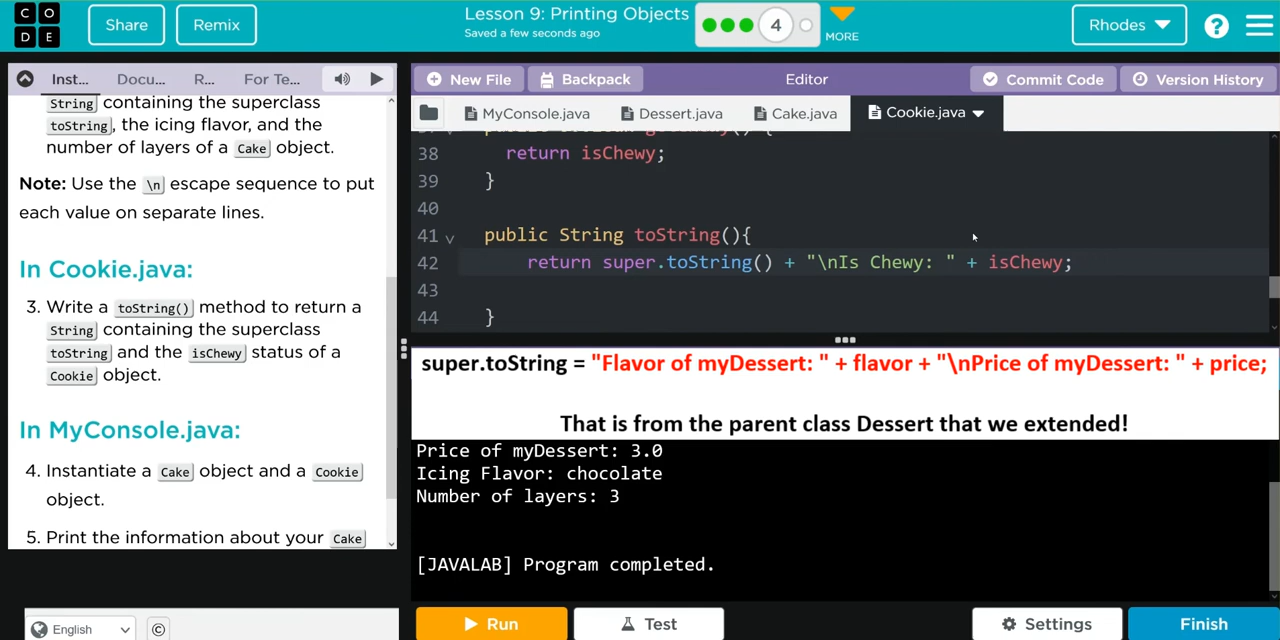 C O
D E
Share
Remix
Lesson 9: Printing Objects
Saved a few seconds ago
4
MORE
Rhodes
?
Inst...
Docu...
R...
For Te...
New File
Backpack
Editor
Commit Code
Version History
MyConsole.java
Dessert.java
Cake.java
Cookie.java
String containing the superclass
toString, the icing flavor, and the
number of layers of a Cake object.
Note: Use the \n escape sequence to put
each value on separate lines.
In Cookie.java:
3. Write a toString() method to return a
String containing the superclass
toString and the isChewy status of a
Cookie object.
In MyConsole.java:
4. Instantiate a Cake object and a Cookie
object.
5. Print the information about your Cake
38 return isChewy;
39 }
40
41 public String toString(){
42 return super.toString() + "\nIs Chewy: " + isChewy;
43
44 }
super.toString = "Flavor of myDessert: " + flavor + "\nPrice of myDessert: " + price;
That is from the parent class Dessert that we extended!
Price of myDessert: 3.0
Icing Flavor: chocolate
Number of layers: 3
[JAVALAB] Program completed.
English
©
Run
Test
Settings
Finish